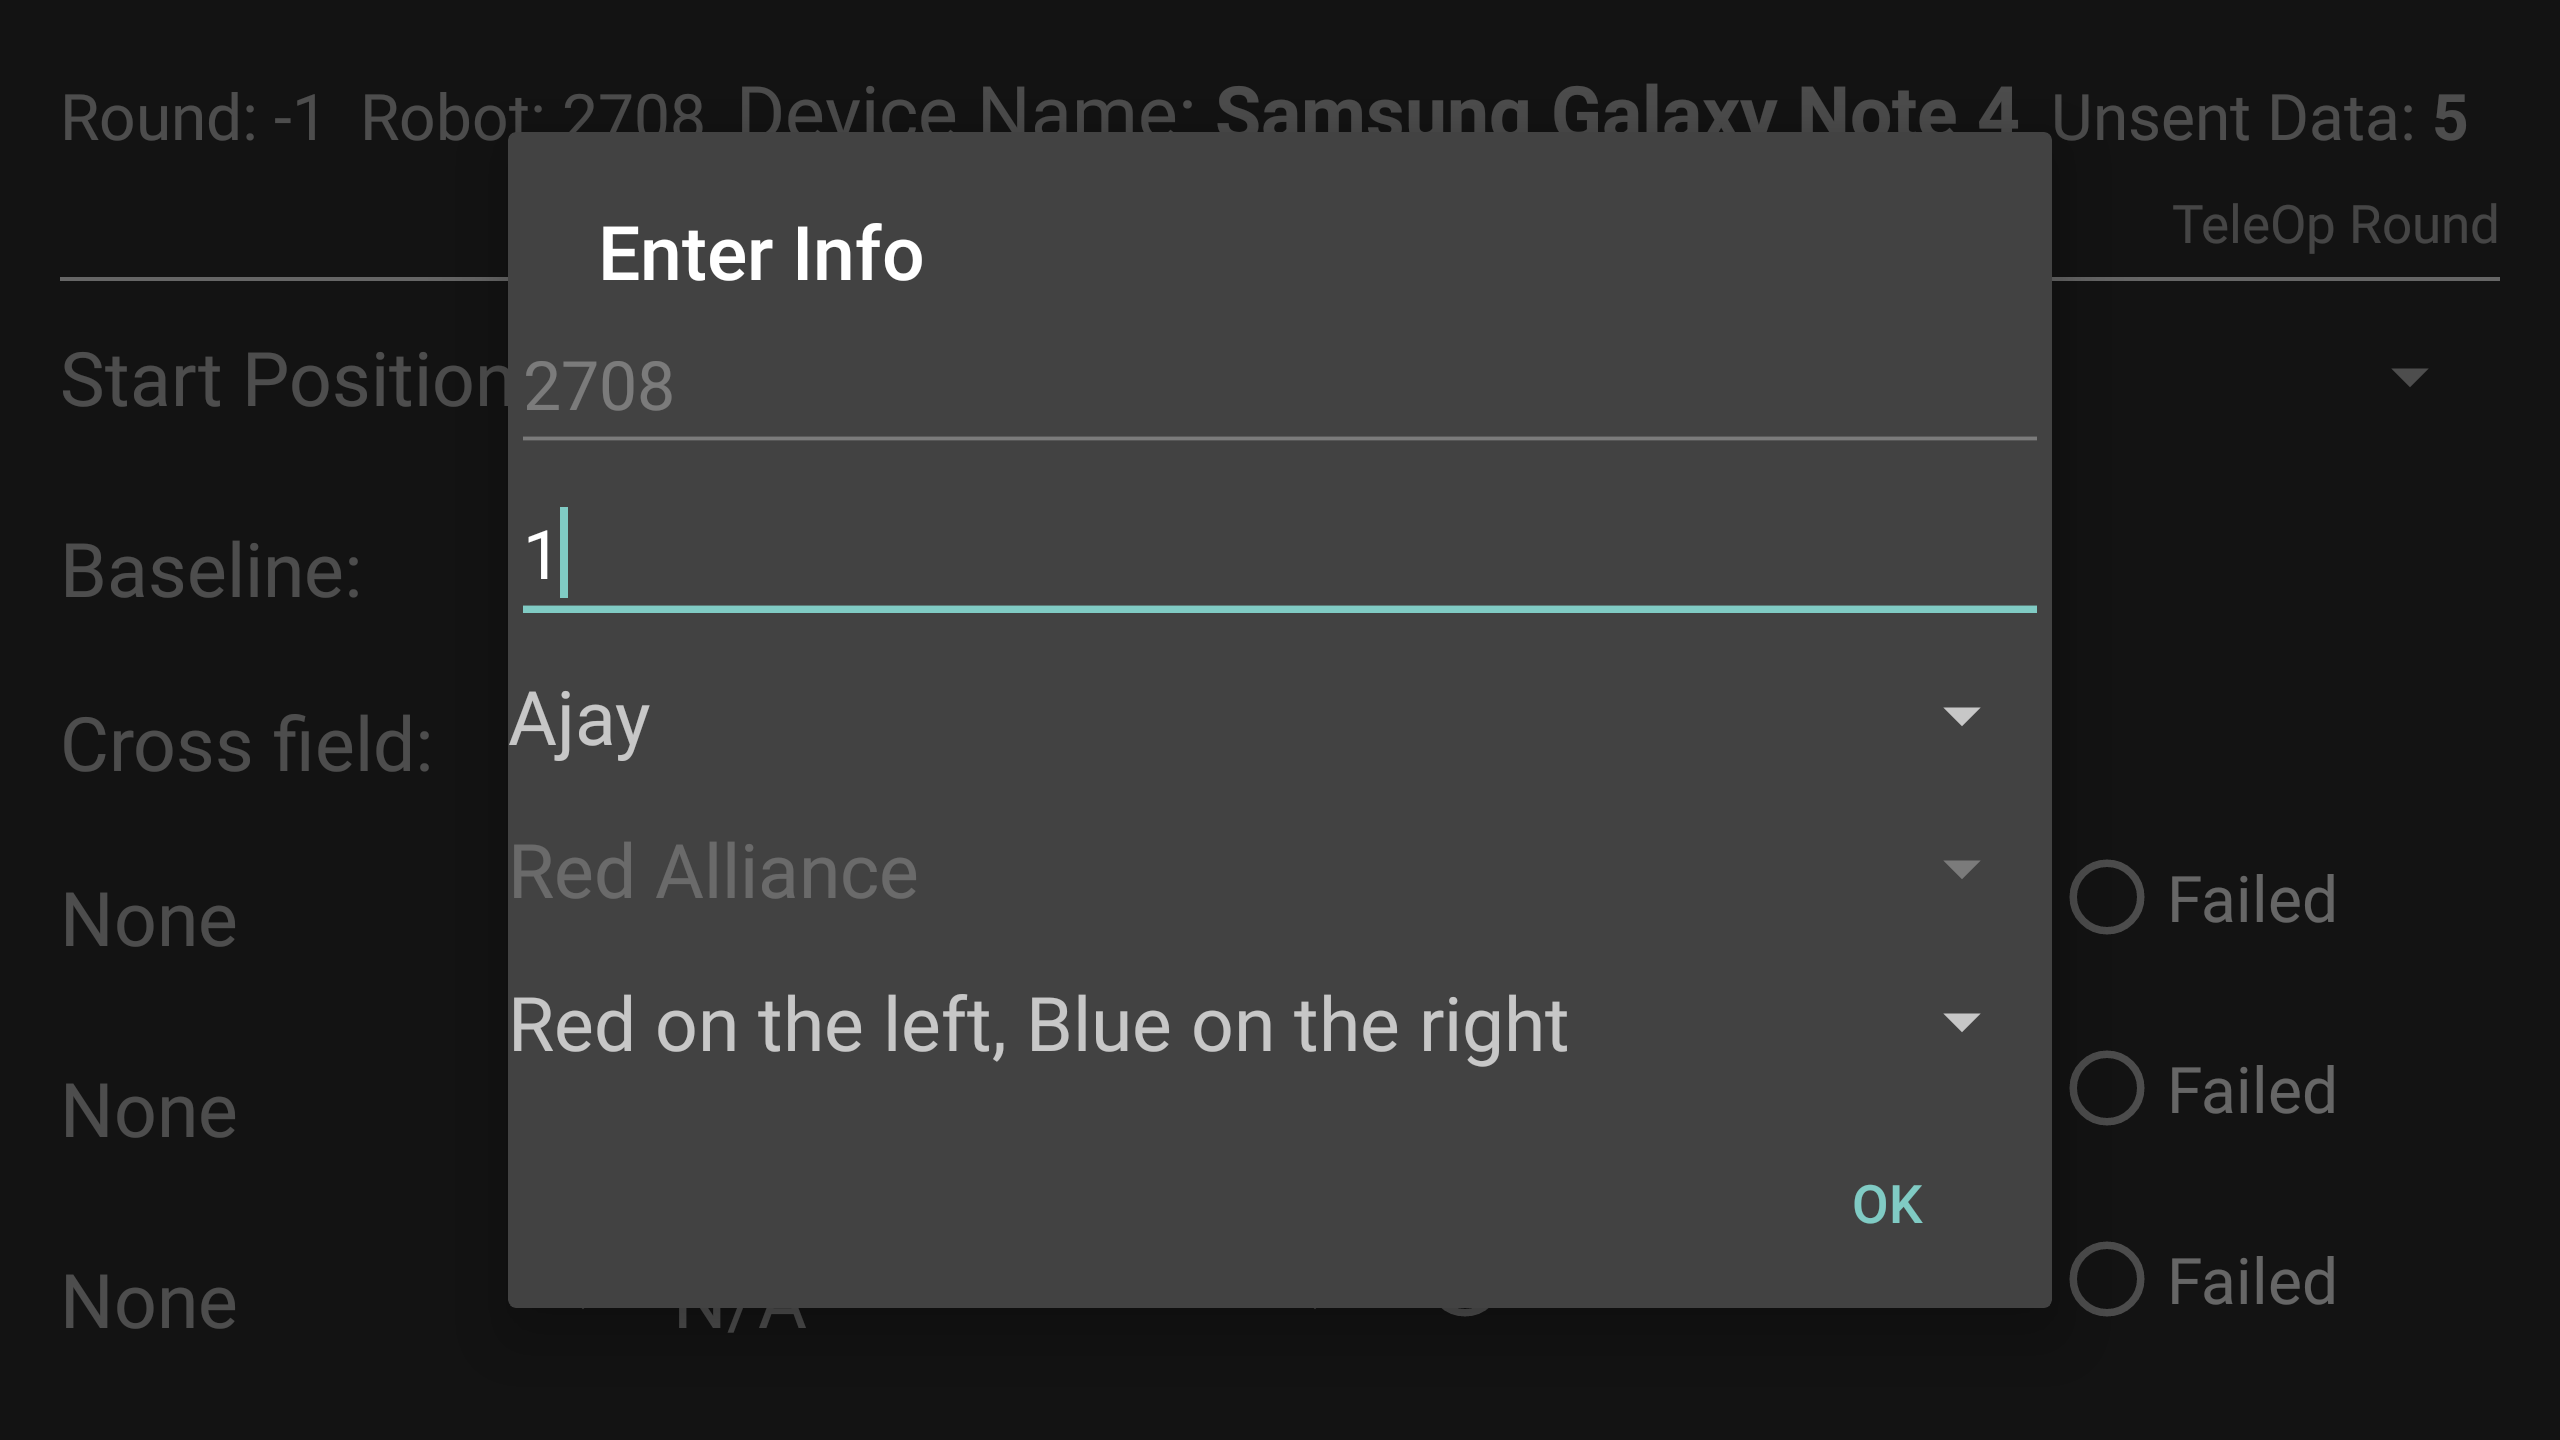 Round: -1 Robot: 2708 Device Name: Samsung Galaxy Note 4 Unsent Data: 5
TeleOp Round
Enter Info
Start Position
2708
1
Baseline:
Ajay
Cross field:
Red Alliance
None
Failed
Red on the left, Blue on the right
None
Failed
OK
None
N/A
Failed